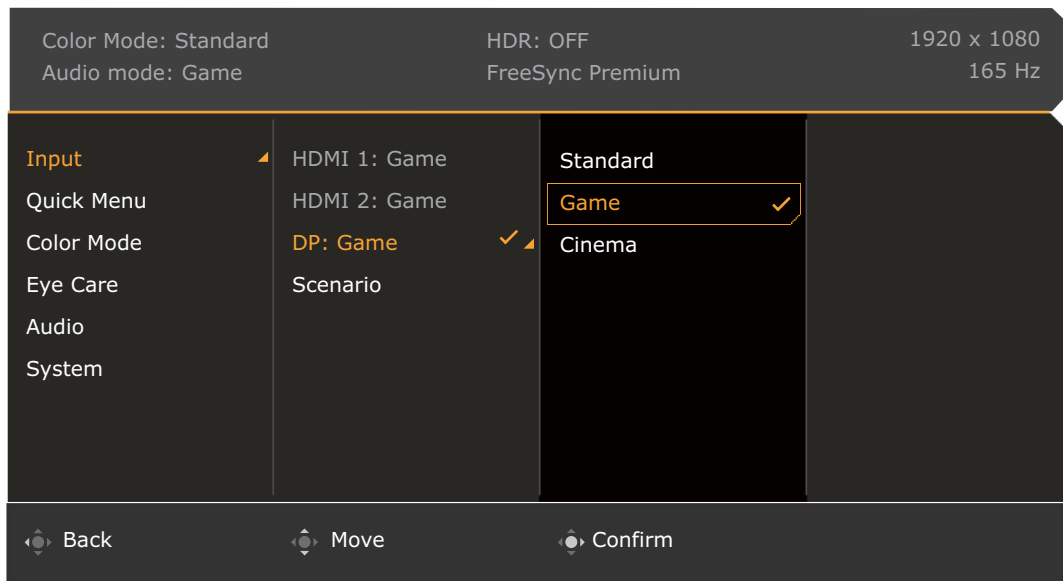 Color Mode: Standard
HDR: OFF
1920 x 1080
Audio mode: Game
FreeSync Premium
165 Hz
Input
Quick Menu
Color Mode
Eye Care
Audio
System
HDMI 1: Game
HDMI 2: Game
DP: Game
Scenario
Standard
Game
Cinema
Back
Move
Confirm